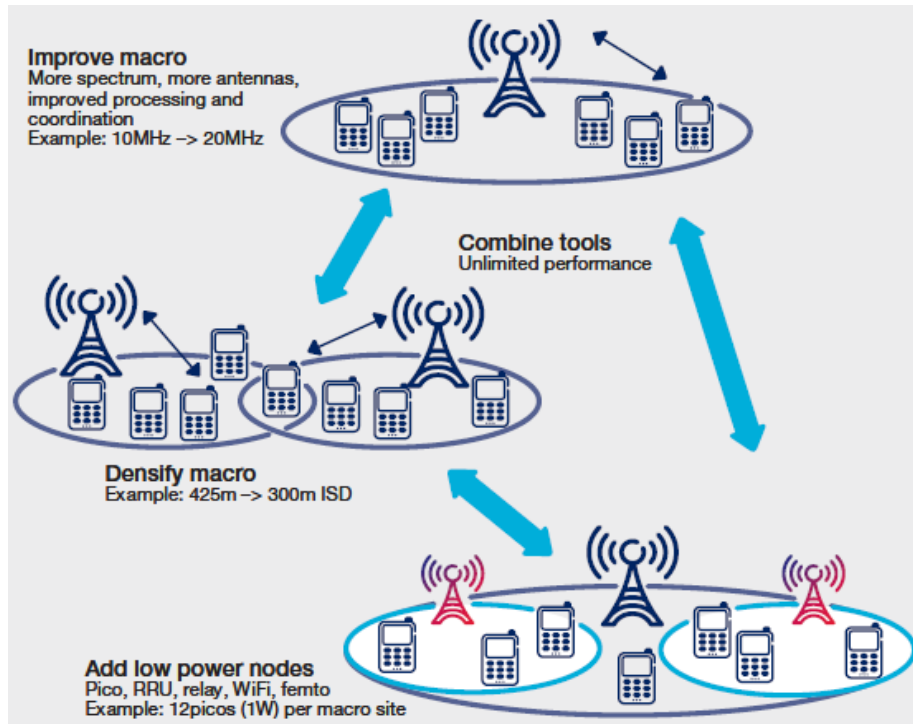 Improve macro
More spectrum, more antennas,
improved processing and
coordination
Example: 10MHz –> 20MHz
Combine tools
Unlimited performance
Densify macro
Example: 425m –> 300m ISD
Add low power nodes
Pico, RRU, relay, WiFi, femto
Example: 12picos (1W) per macro site